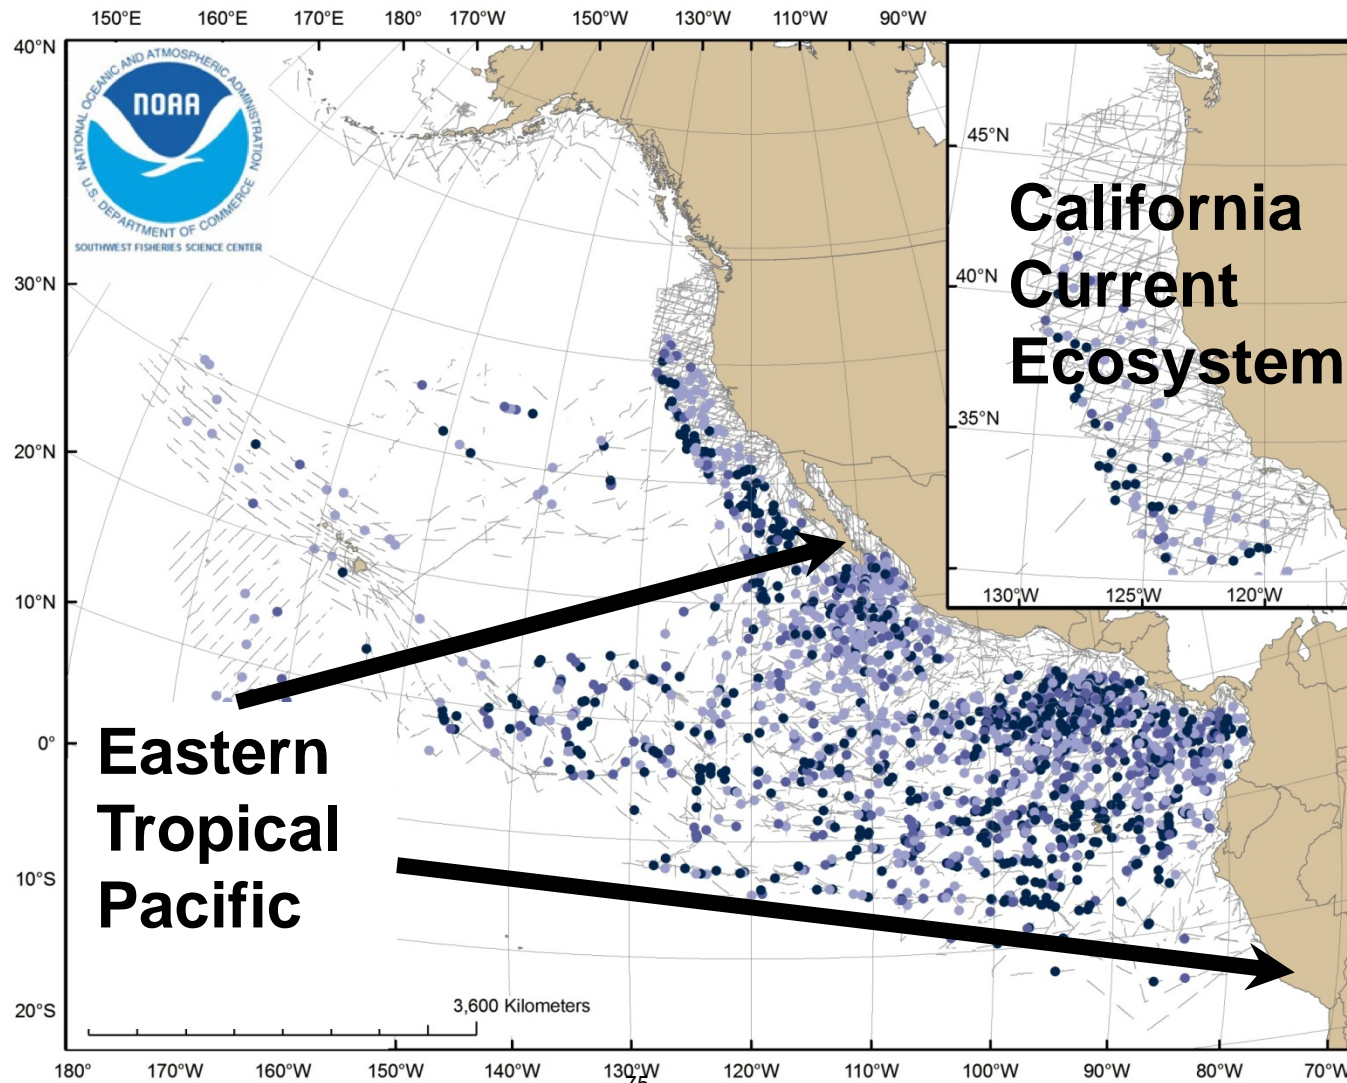 150°E 160°E 170°E 180° 170°W 150°W 130°W 110°W 90°W
40°N
NATIONAL OCEANIC AND ATMOSPHERIC ADMINISTRATION
NOAA
U.S. DEPARTMENT OF COMMERCE
SOUTHWEST FISHERIES SCIENCE CENTER
45°N
California
40°N
Current
Ecosystem
35°N
130°W 125°W 120°W
30°N
20°N
10°N
0°
Eastern
Tropical
Pacific
10°S
20°S
3,600 Kilometers
180° 170°W 160°W 150°W 140°W 130°W 120°W 110°W 100°W 90°W 80°W 70°W
75